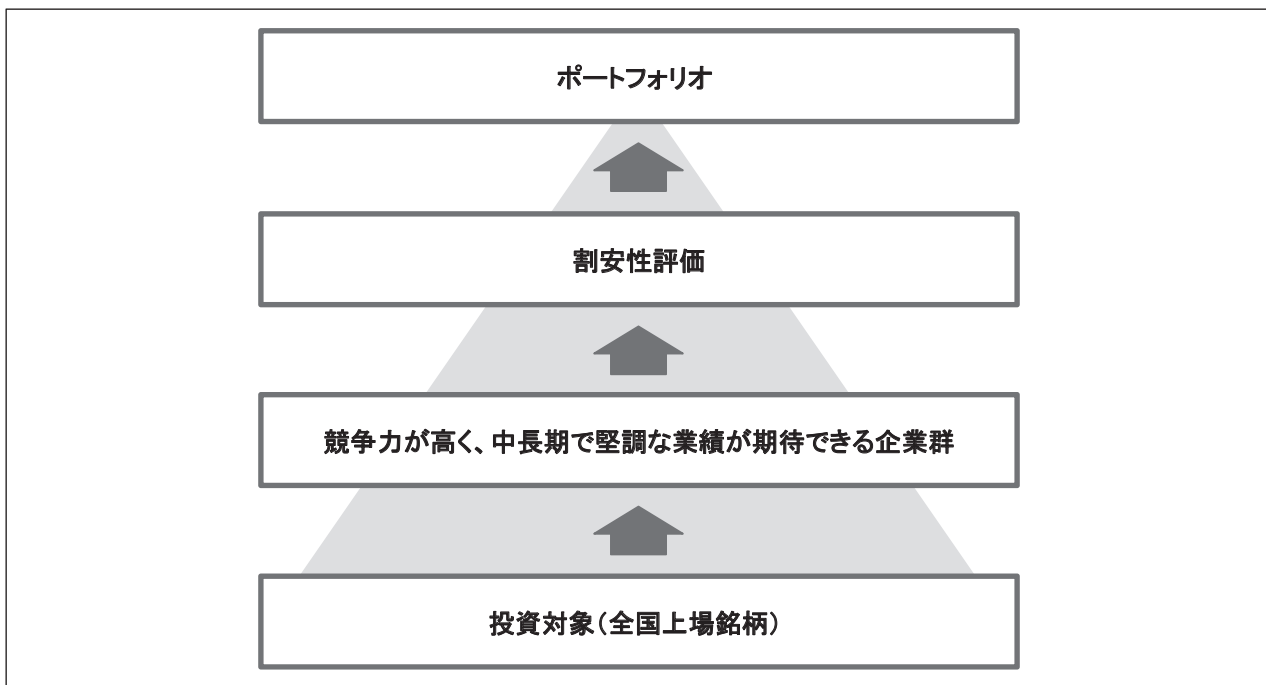 ポートフォリオ
割安性評価
競争力が高く、中長期で堅調な業績が期待できる企業群
投資対象(全国上場銘柄)